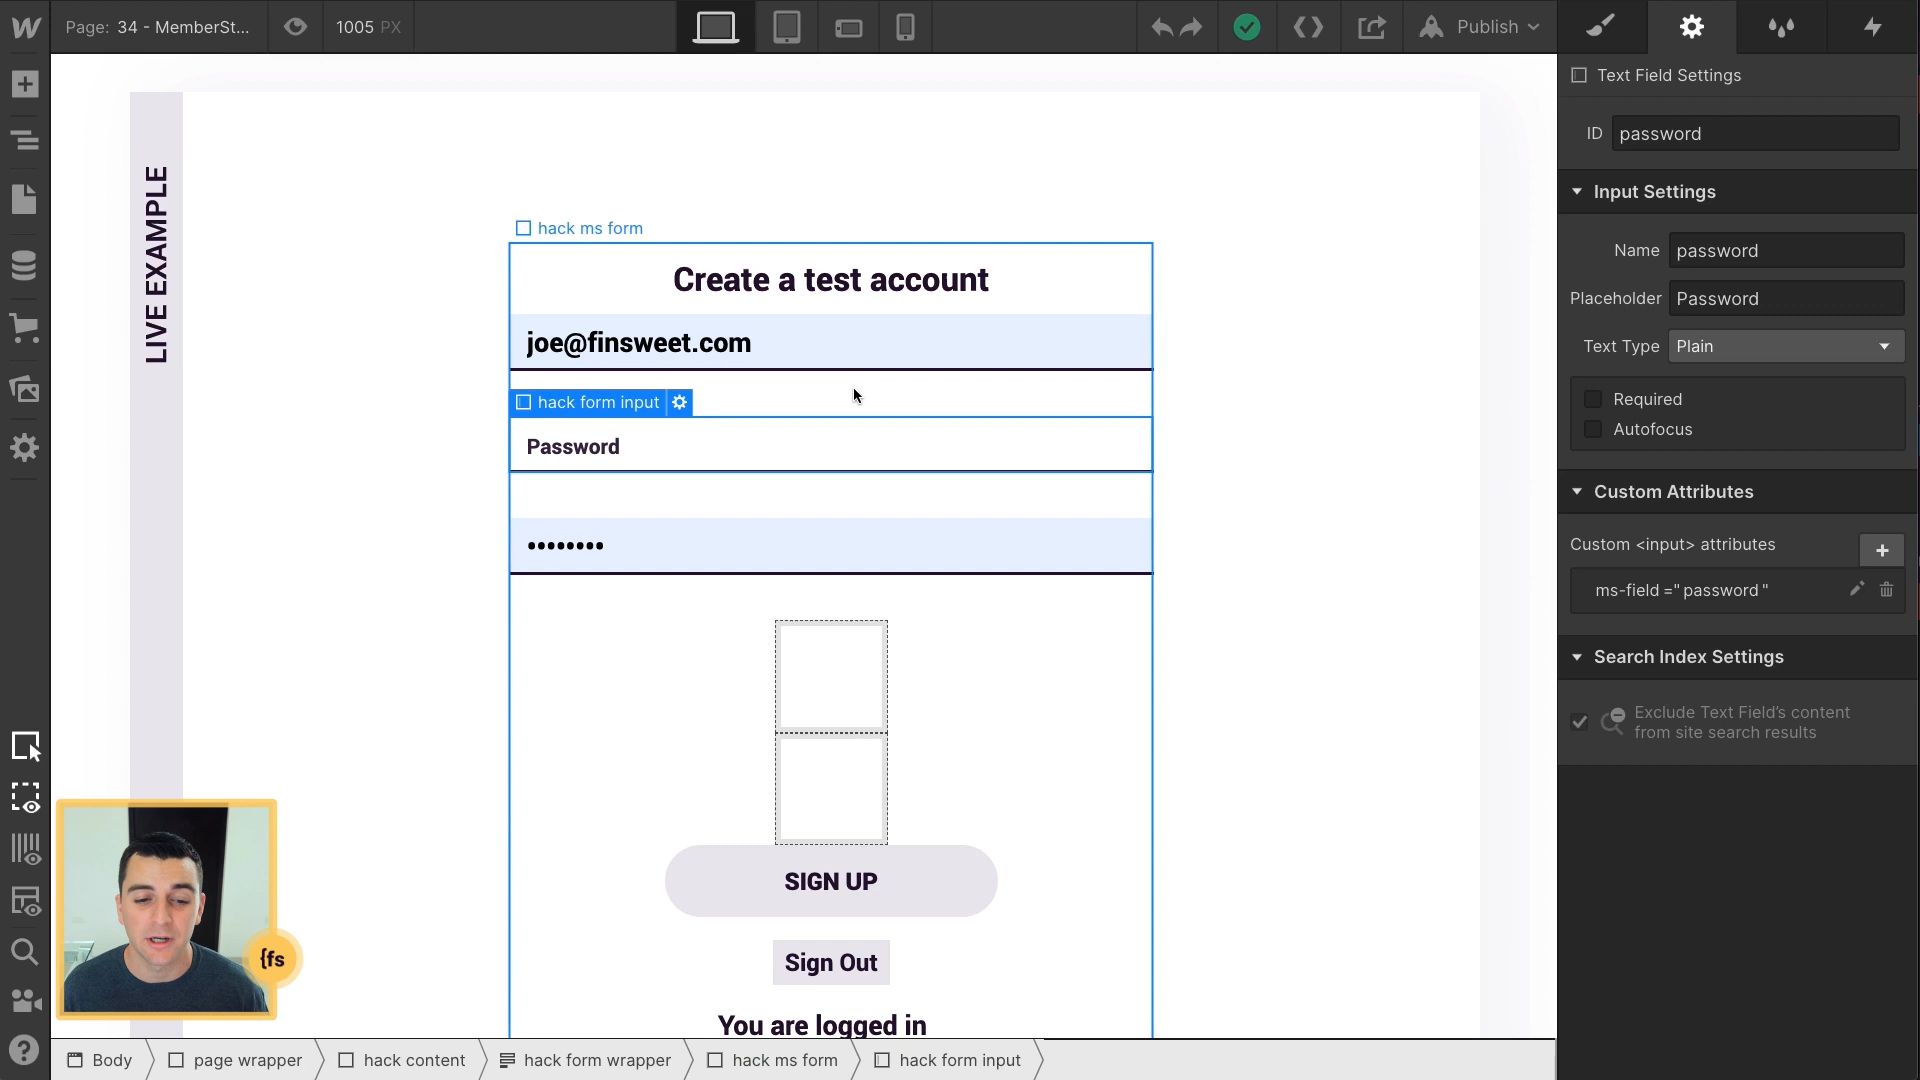 Page: 34 - MemberSt...
1005 PX
Publish
Text Field Settings
ID password
Input Settings
Name password
Placeholder Password
Text Type Plain
Required
Autofocus
Custom Attributes
Custom <input> attributes
+
ms-field =" password "
Search Index Settings
Exclude Text Field's content
from site search results
LIVE EXAMPLE
hack ms form
Create a test account
joe@finsweet.com
hack form input
Password
••••••••
SIGN UP
Sign Out
You are logged in
{fs
Body
page wrapper
hack content
hack form wrapper
hack ms form
hack form input